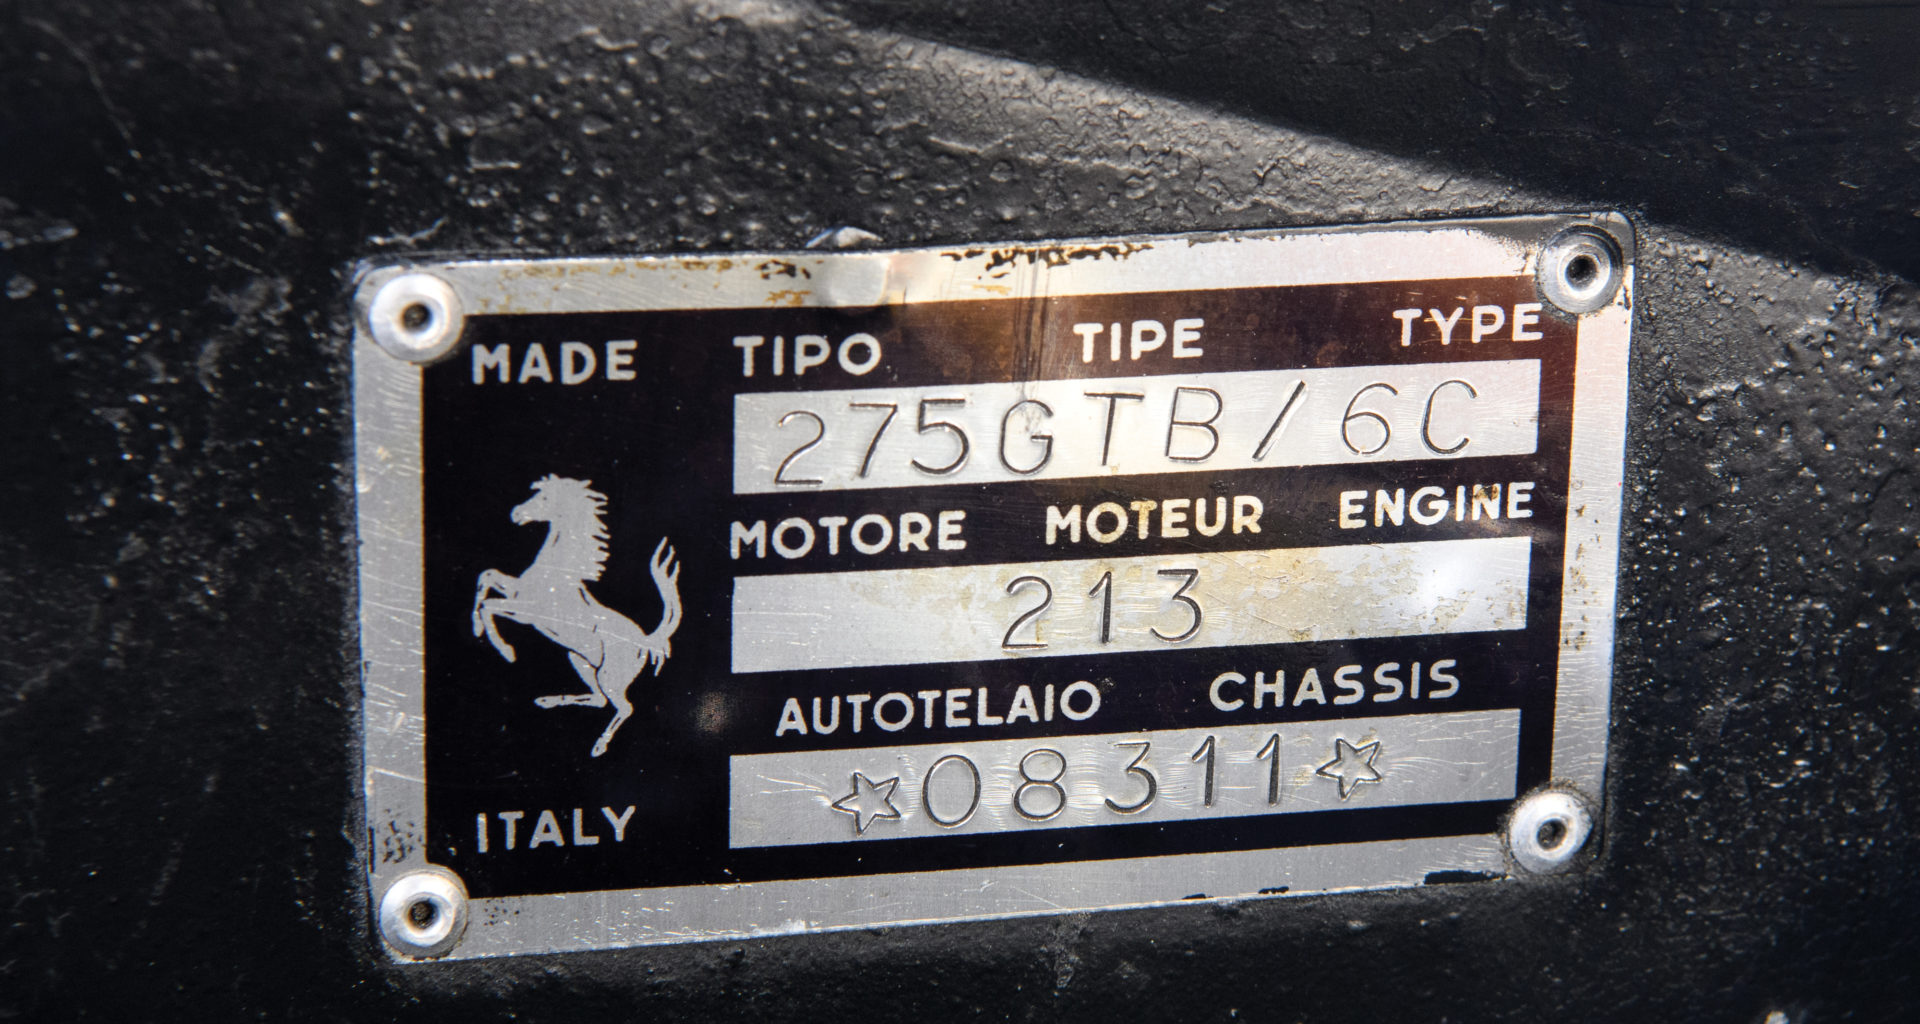 MADE TIPO TIPE TYPE
275GTB/6C
MOTORE MOTEUR ENGINE
213
AUTOTELAIO CHASSIS
☆08311☆
ITALY